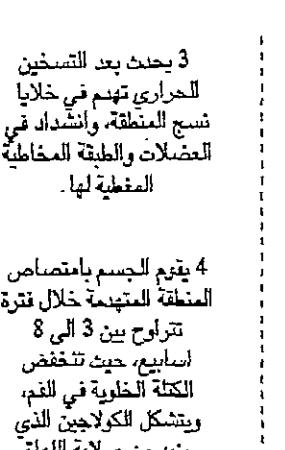 3 يحدث بعد التسخين
الحراري تهدم في خلايا
نسج المنطقة، وانشداد في
العضلات والطبقة المخاطية
المغطية لها.
4 يقوم الجسم بامتصاص
المنطقة المتهدمة خلال فترة
تتراوح بين 3 الى 8
اسابيع، حيث تنخفض
الكتلة الخلوية في الفم،
ويتشكل الكولاجين الذي